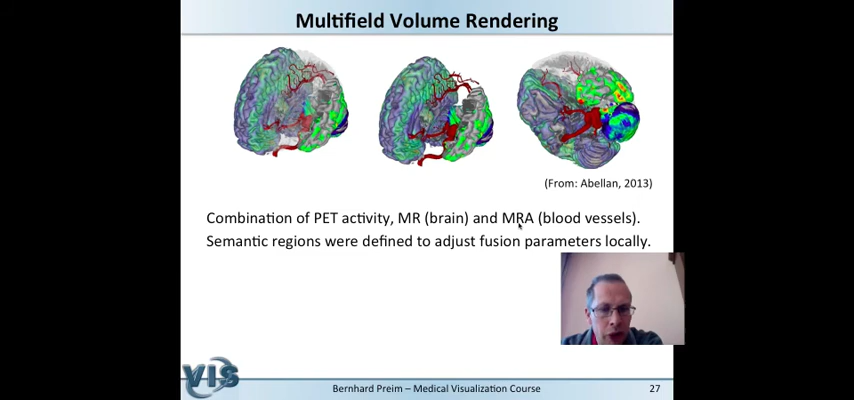 Multifield Volume Rendering
(From: Abellan, 2013)
Combination of PET activity, MR (brain) and MRA (blood vessels).
Semantic regions were defined to adjust fusion parameters locally.
VIS
Bernhard Preim – Medical Visualization Course
27